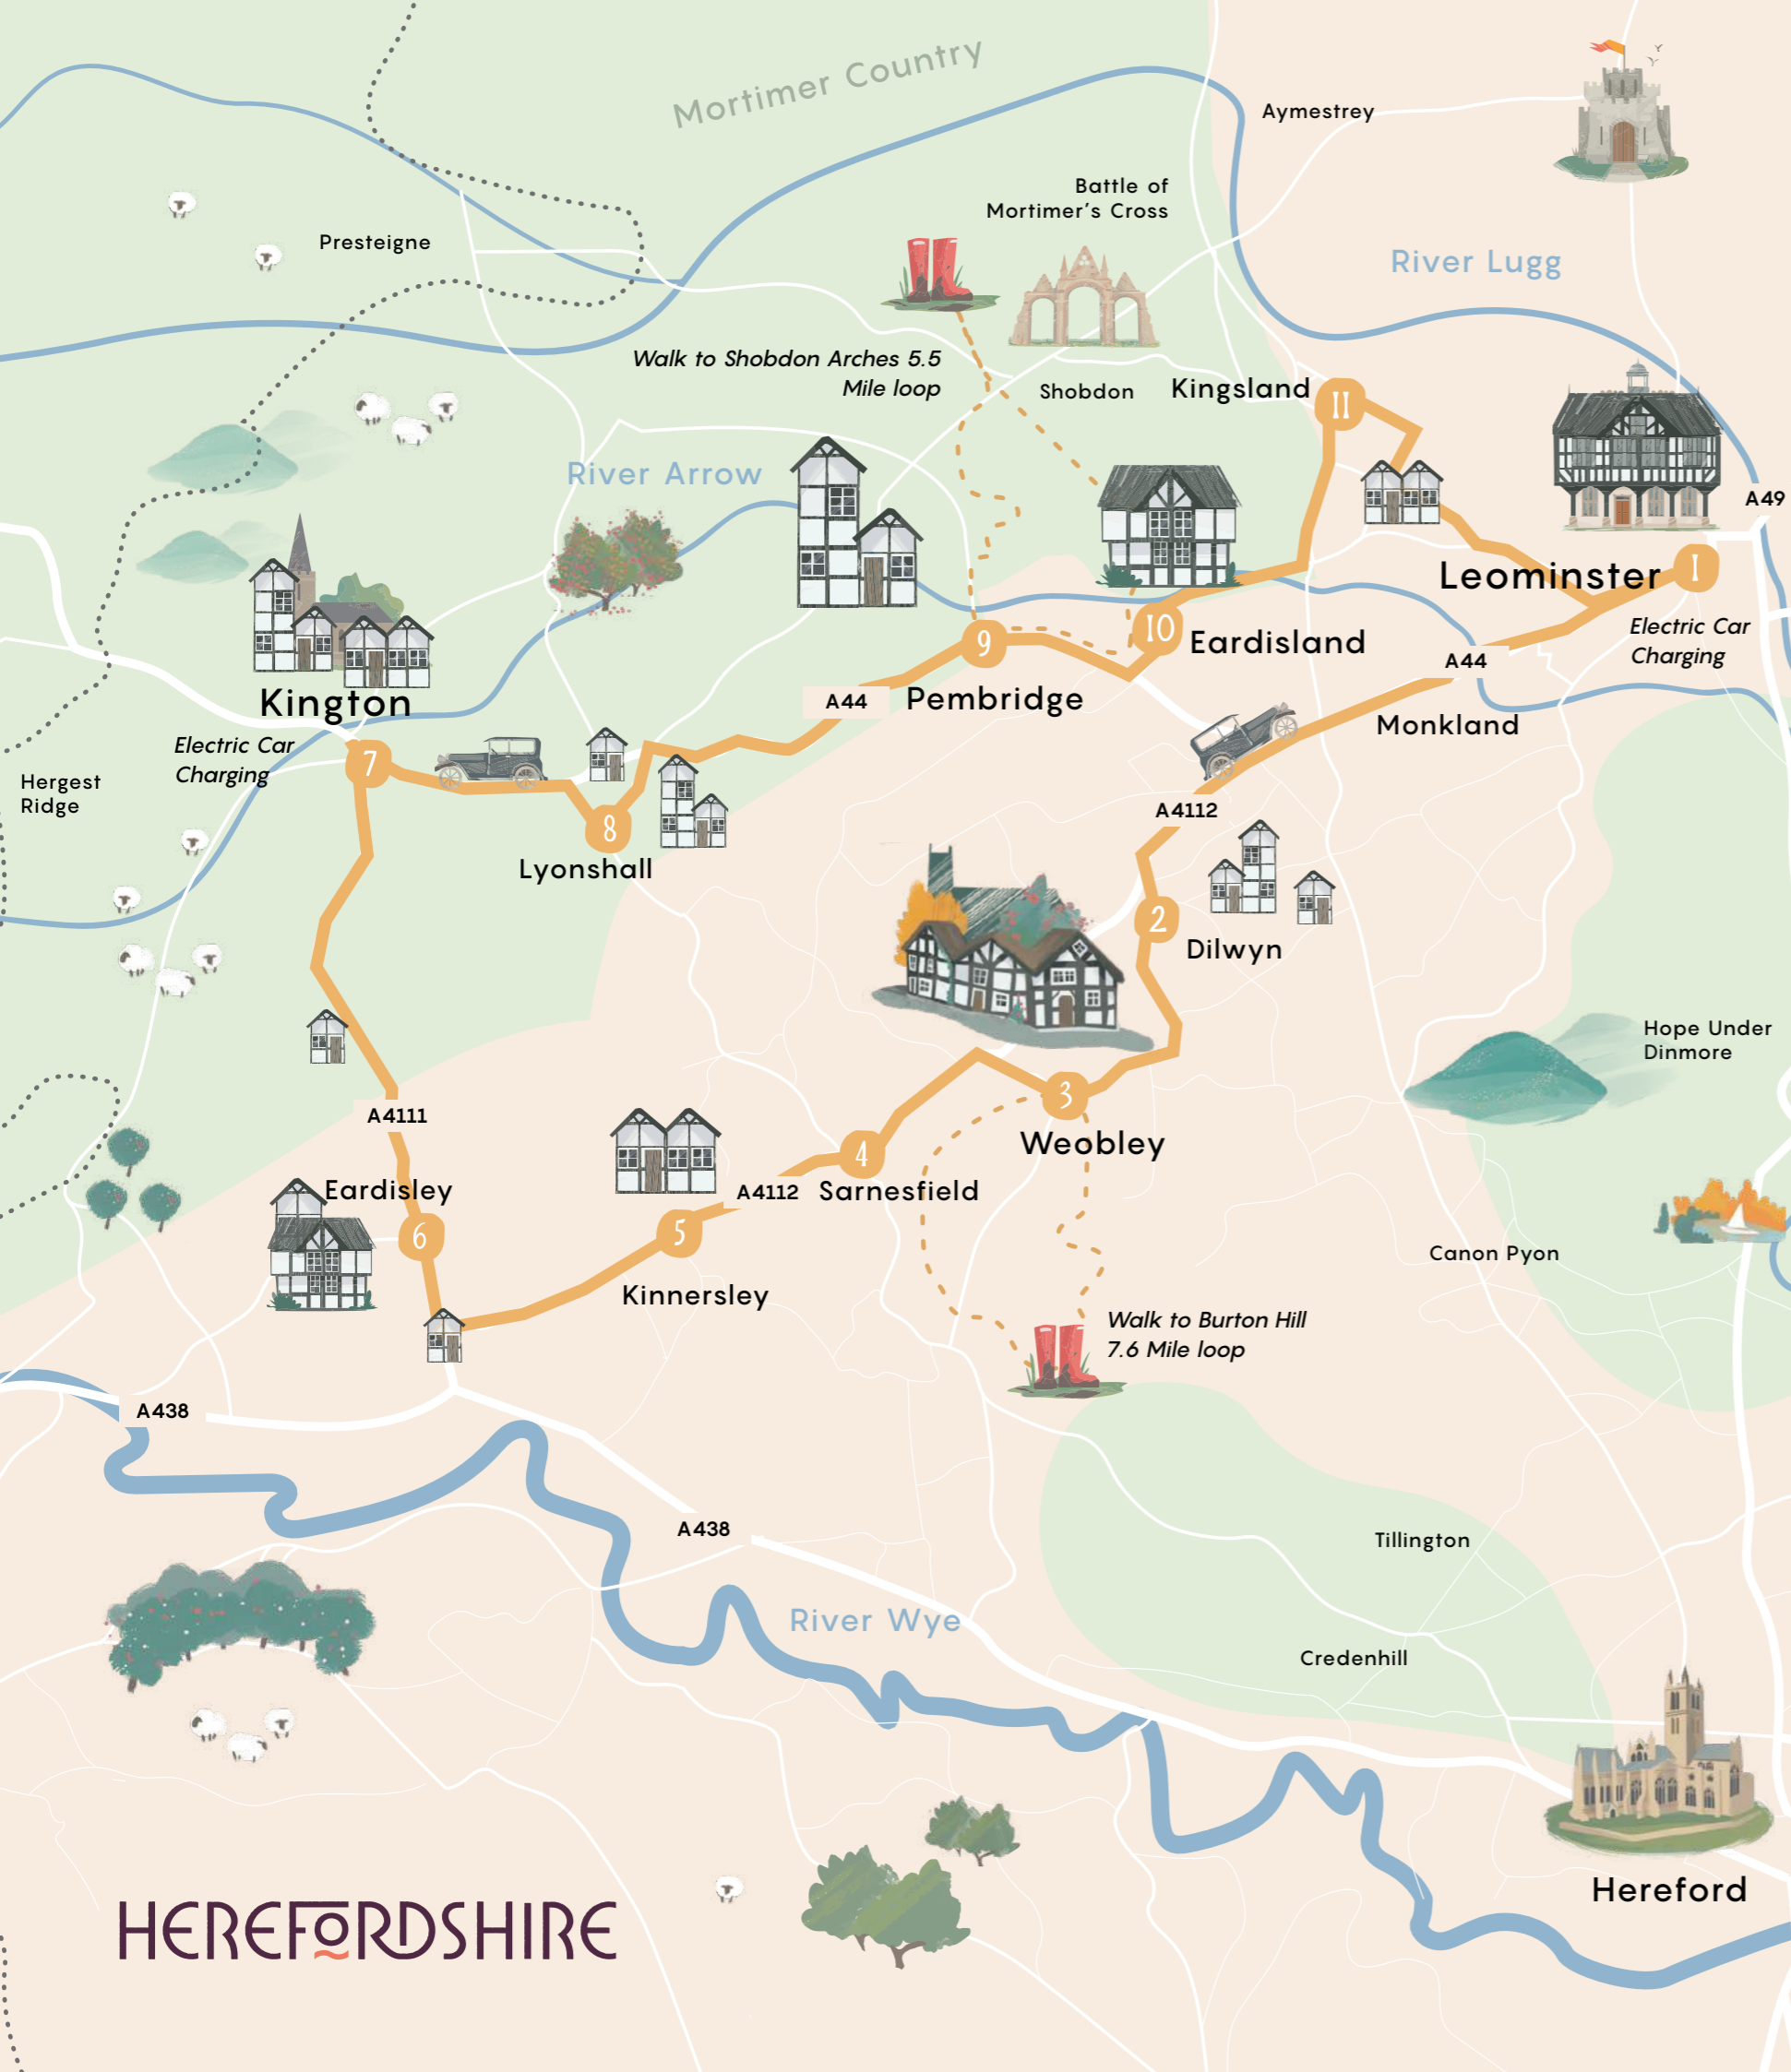 Mortimer Country
Aymestrey
Battle of
Mortimer's Cross
Presteigne
River Lugg
Walk to Shobdon Arches 5.5
Mile loop
Shobdon
Kingsland
11
River Arrow
A49
Leominster
1
Electric Car
Charging
10
Eardisland
9
A44
A44
Pembridge
Kington
Monkland
Electric Car
Charging
7
Hergest
Ridge
A4112
8
Lyonshall
2
Dilwyn
Hope Under
Dinmore
3
A4111
Weobley
4
Eardisley
A4112
Sarnesfield
6
5
Canon Pyon
Kinnersley
Walk to Burton Hill
7.6 Mile loop
A438
A438
Tillington
River Wye
Credenhill
Hereford
HEREFORDSHIRE